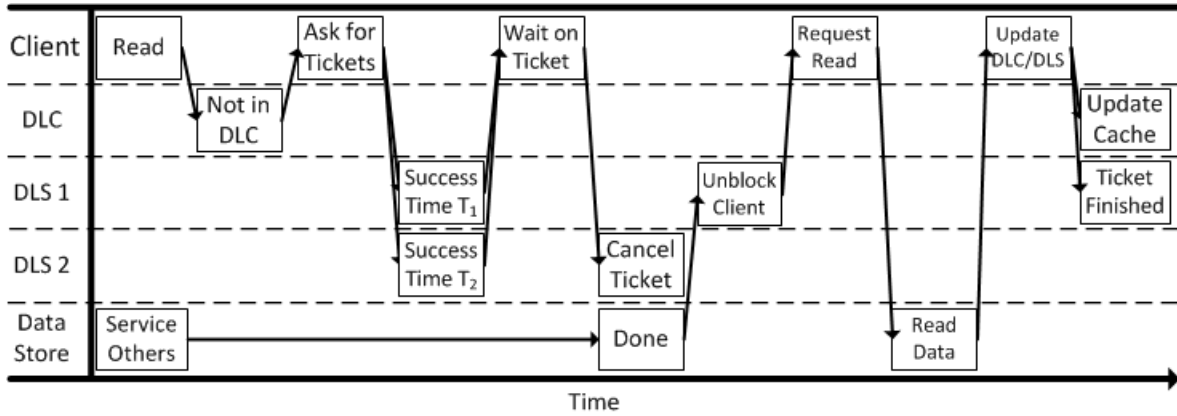 Client
Read
Ask for
Tickets
Wait on
Ticket
Request
Read
Update
DLC/DLS
DLC
Not in
DLC
Update
Cache
DLS 1
Success
Time T₁
Unblock
Client
Ticket
Finished
DLS 2
Success
Time T₂
Cancel
Ticket
Data
Store
Service
Others
Done
Read
Data
Time